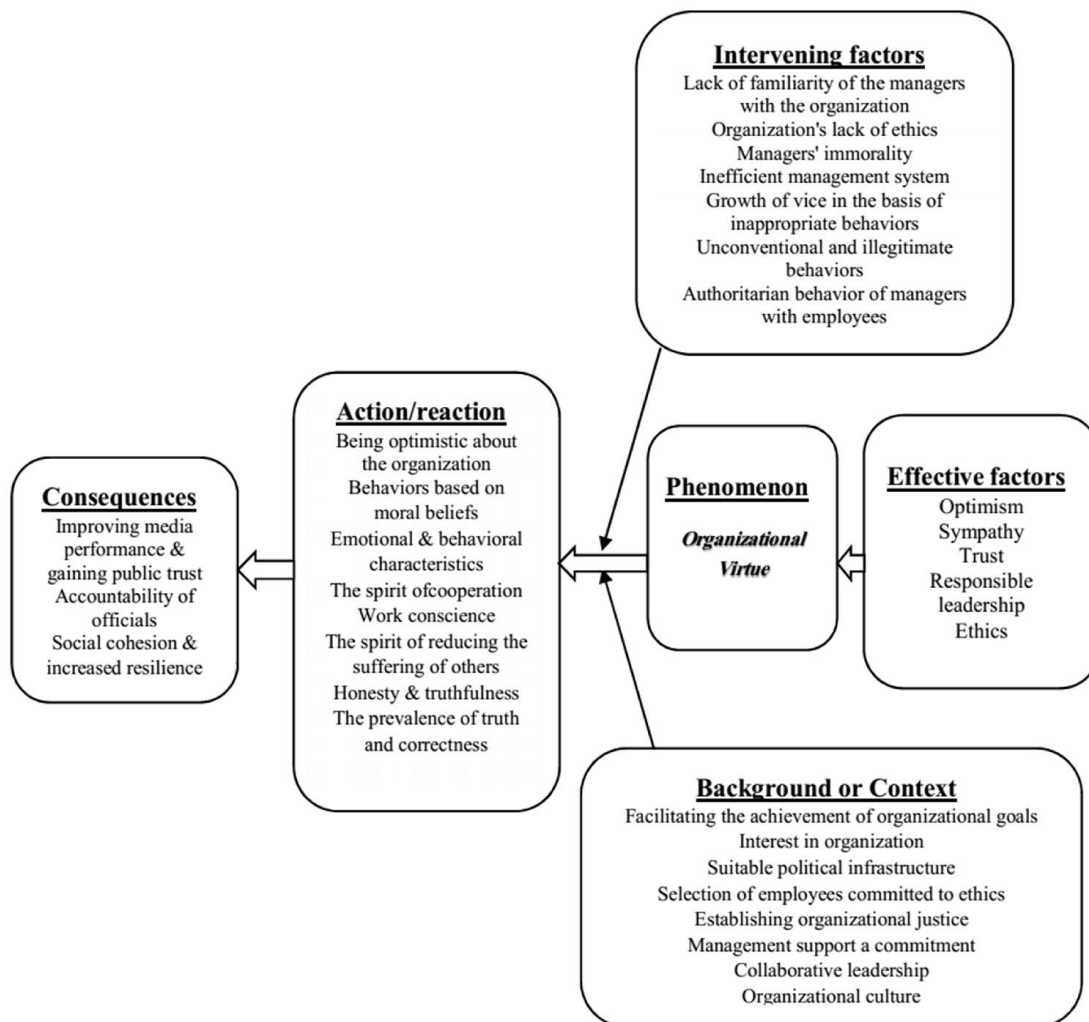 Intervening factors
Lack of familiarity of the managers
with the organization
Organization's lack of ethics
Managers' immorality
Inefficient management system
Growth of vice in the basis of
inappropriate behaviors
Unconventional and illegitimate
behaviors
Authoritarian behavior of managers
with employees
Consequences
Improving media
performance &
gaining public trust
Accountability of
officials
Social cohesion &
increased resilience
Action/reaction
Being optimistic about
the organization
Behaviors based on
moral beliefs
Emotional & behavioral
characteristics
The spirit ofcooperation
Work conscience
The spirit of reducing the
suffering of others
Honesty & truthfulness
The prevalence of truth
and correctness
Phenomenon
Organizational
Virtue
Effective factors
Optimism
Sympathy
Trust
Responsible
leadership
Ethics
Background or Context
Facilitating the achievement of organizational goals
Interest in organization
Suitable political infrastructure
Selection of employees committed to ethics
Establishing organizational justice
Management support a commitment
Collaborative leadership
Organizational culture